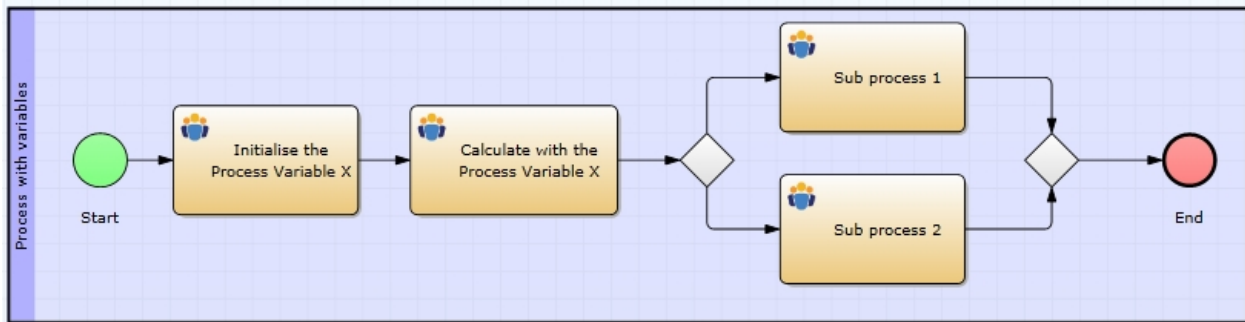 Process with variables
Start
Initialise the
Process Variable X
Calculate with the
Process Variable X
Sub process 1
Sub process 2
End